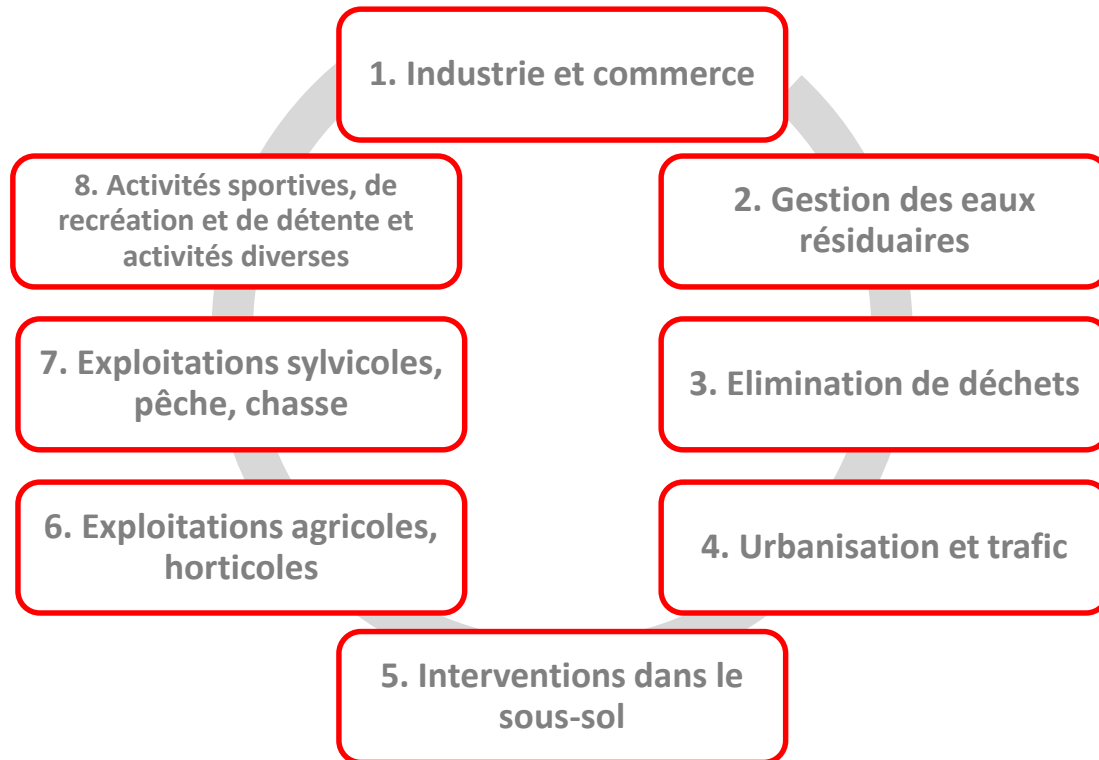 1. Industrie et commerce
2. Gestion des eaux
résiduaires
3. Elimination de déchets
4. Urbanisation et trafic
5. Interventions dans le
sous-sol
6. Exploitations agricoles,
horticoles
7. Exploitations sylvicoles,
pêche, chasse
8. Activités sportives, de
recréation et de détente et
activités diverses